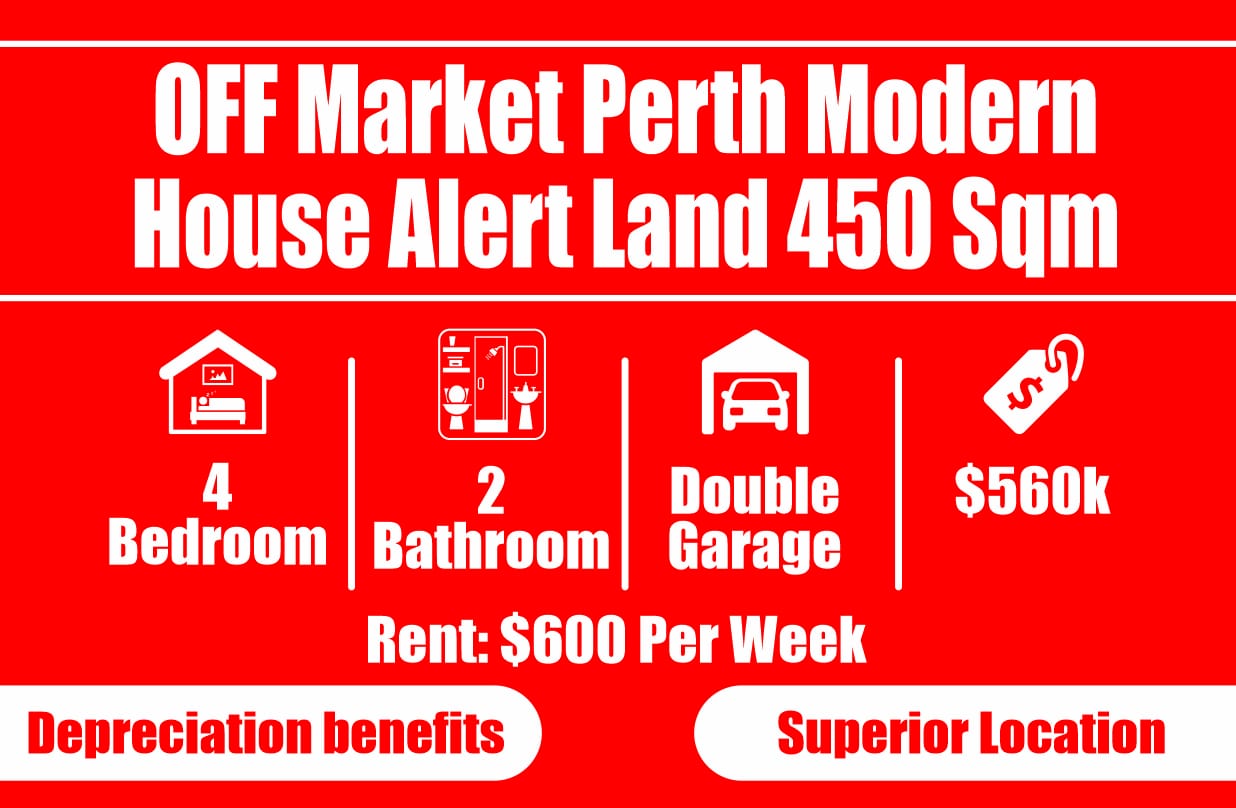 OFF Market Perth Modern
House Alert Land 450 Sqm
4
Bedroom
2
Bathroom
Double
Garage
$
$560k
Rent: $600 Per Week
Depreciation benefits
Superior Location